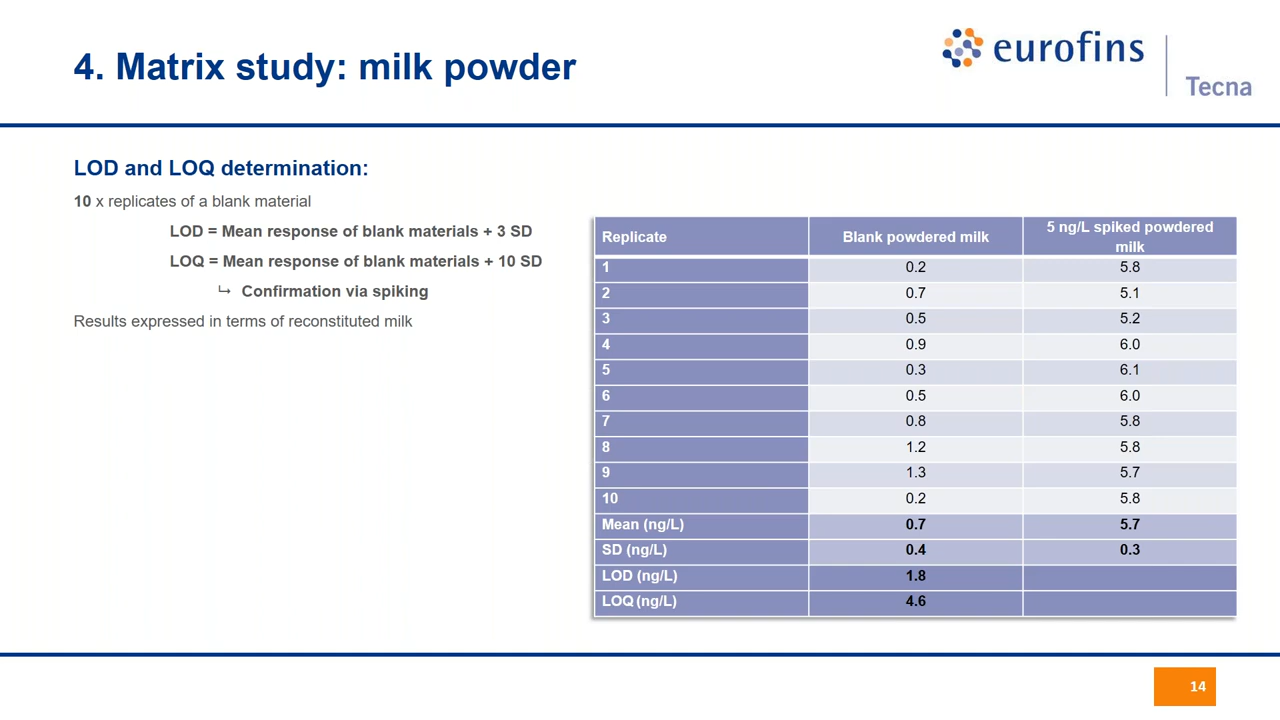 4. Matrix study: milk powder
eurofins
Tecna
LOD and LOQ determination:
10 x replicates of a blank material
LOD = Mean response of blank materials + 3 SD
LOQ = Mean response of blank materials + 10 SD
↳ Confirmation via spiking
Results expressed in terms of reconstituted milk
Replicate Blank powdered milk 5 ng/L spiked powdered
milk
1 0.2 5.8
2 0.7 5.1
3 0.5 5.2
4 0.9 6.0
5 0.3 6.1
6 0.5 6.0
7 0.8 5.8
8 1.2 5.8
9 1.3 5.7
10 0.2 5.8
Mean (ng/L) 0.7 5.7
SD (ng/L) 0.4 0.3
LOD (ng/L) 1.8
LOQ (ng/L) 4.6
14